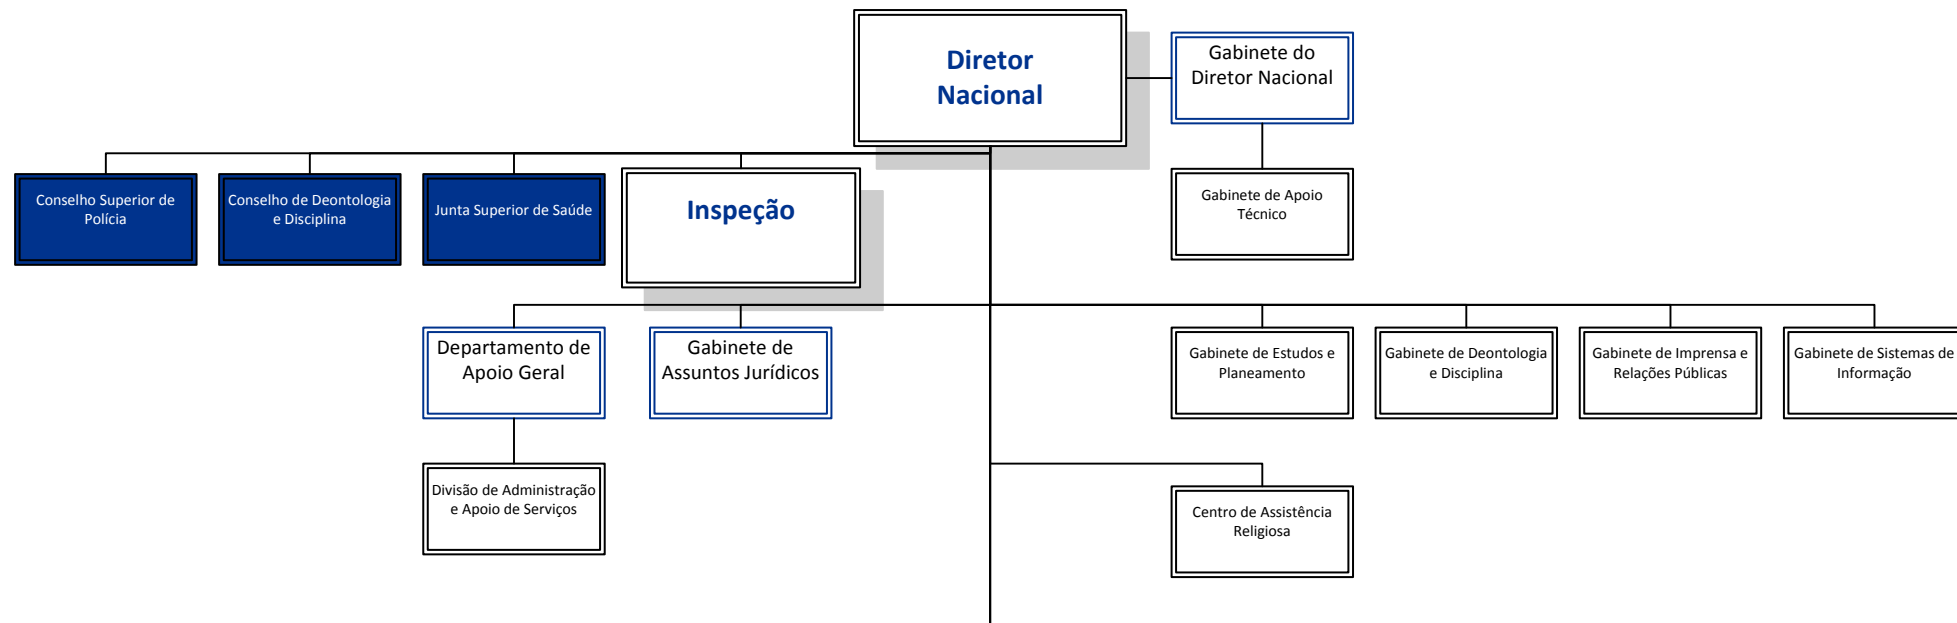 Diretor
Nacional
Gabinete do
Diretor Nacional
Conselho Superior de
Polícia
Conselho de Deontologia
e Disciplina
Junta Superior de Saúde
Inspeção
Gabinete de Apoio
Técnico
Departamento de
Apoio Geral
Gabinete de
Assuntos Jurídicos
Gabinete de Estudos e
Planeamento
Gabinete de Deontologia
e Disciplina
Gabinete de Imprensa e
Relações Públicas
Gabinete de Sistemas de
Informação
Divisão de Administração
e Apoio de Serviços
Centro de Assistência
Religiosa